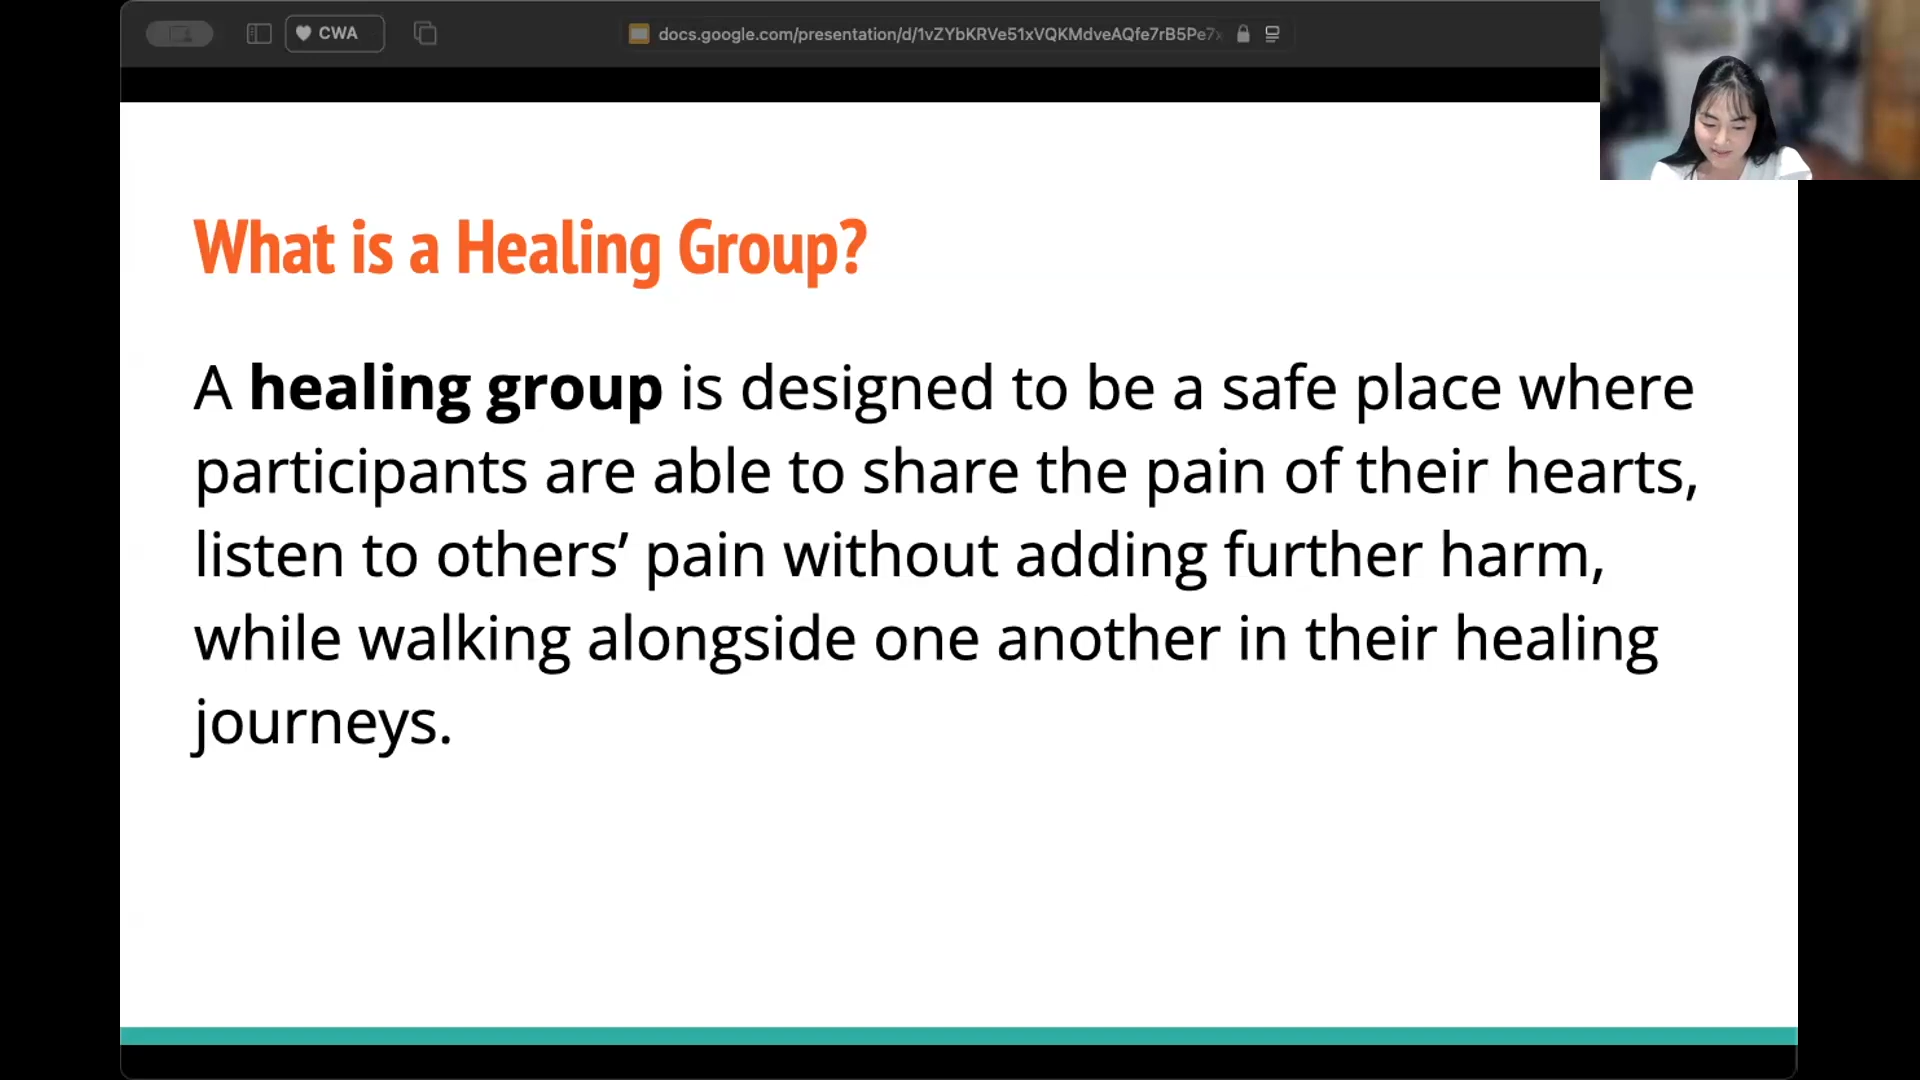 CWA
docs.google.com/presentation/d/1vZYbKRVe51xVQKMdveAQfe7rB5Pe7x
What is a Healing Group?
A healing group is designed to be a safe place where
participants are able to share the pain of their hearts,
listen to others’ pain without adding further harm,
while walking alongside one another in their healing
journeys.